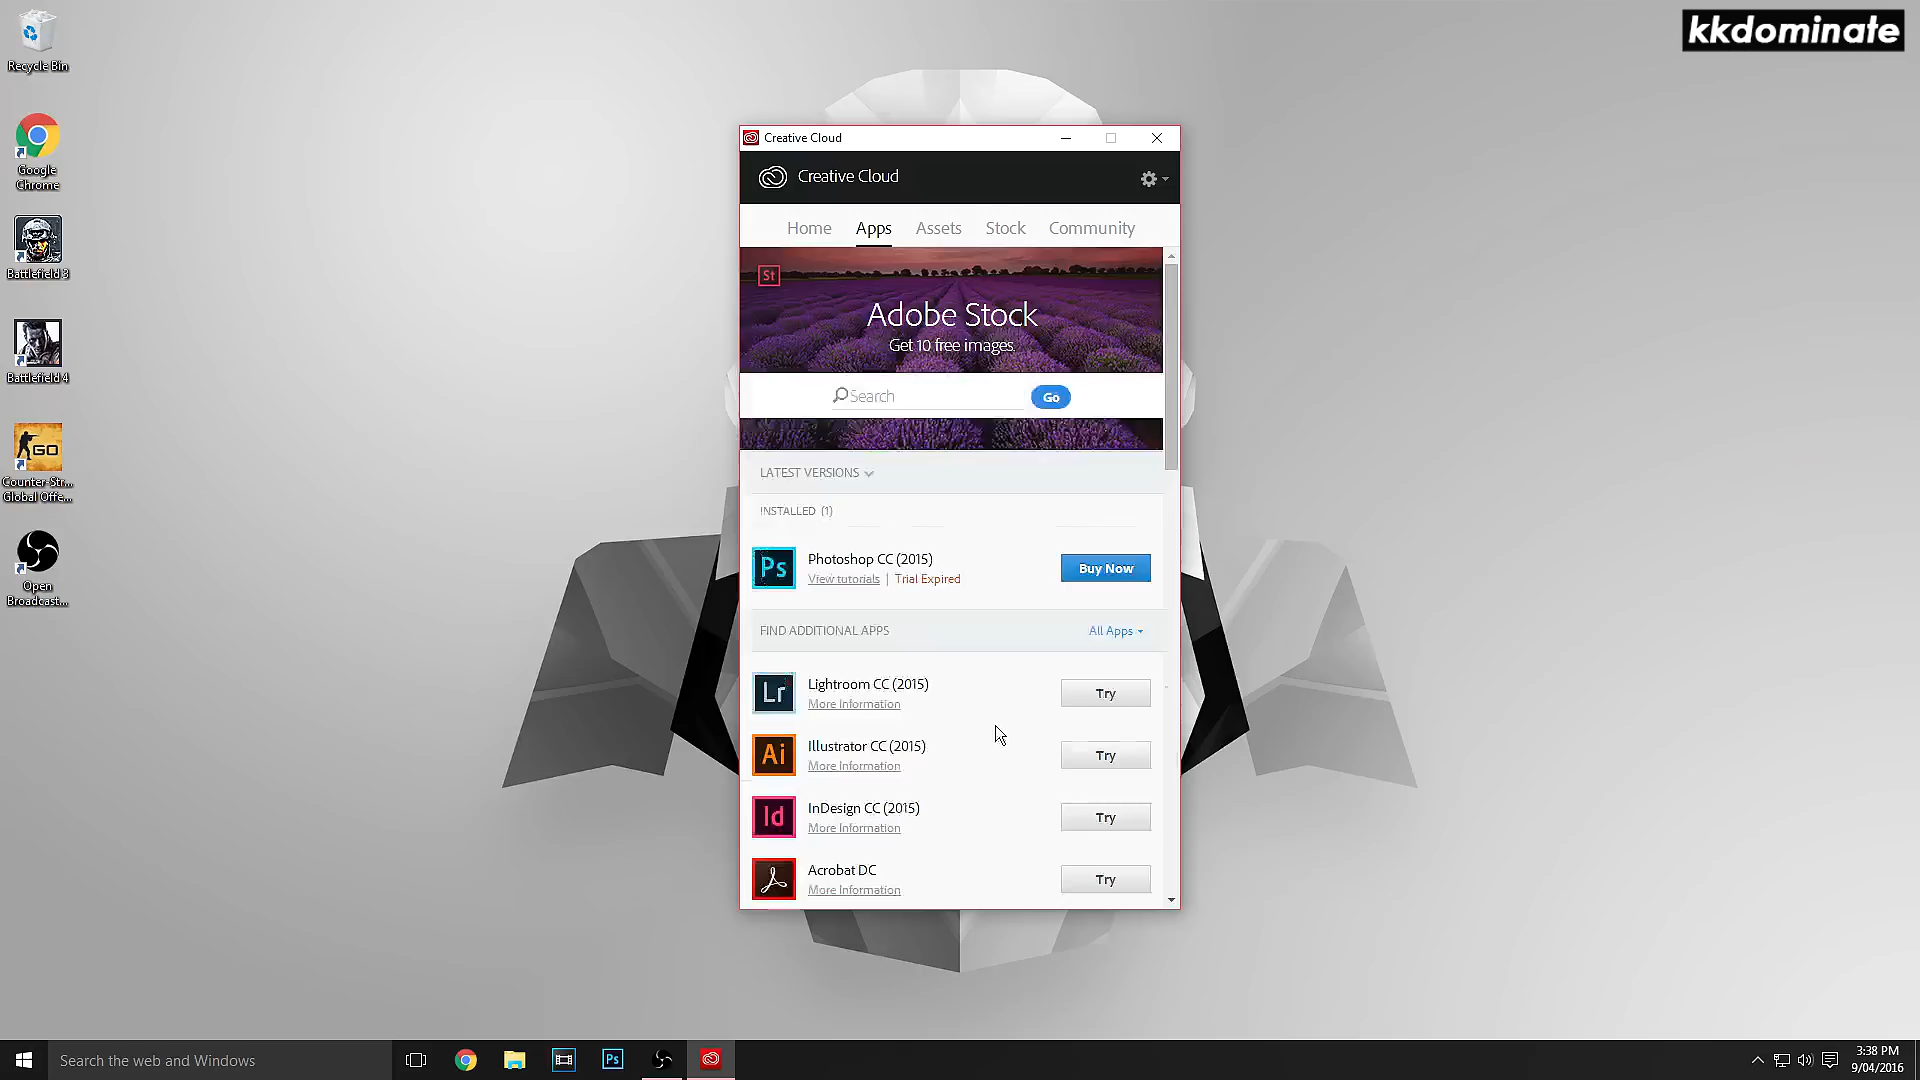 kkdominate
Recycle Bin
Google
Chrome
Battlefield 3
Battlefield 4
GO
Counter-Str...
Global Offe...
Open
Broadcast...
Creative Cloud
Creative Cloud
Home Apps Assets Stock Community
St
Adobe Stock
Get 10 free images.
Search Go
LATEST VERSIONS
INSTALLED (1)
Ps Photoshop CC (2015) Buy Now
View tutorials | Trial Expired
FIND ADDITIONAL APPS All Apps
Lr Lightroom CC (2015) Try
More Information
Ai Illustrator CC (2015) Try
More Information
Id InDesign CC (2015) Try
More Information
Acrobat DC Try
More Information
Search the web and Windows
Ps
3:38 PM
9/04/2016